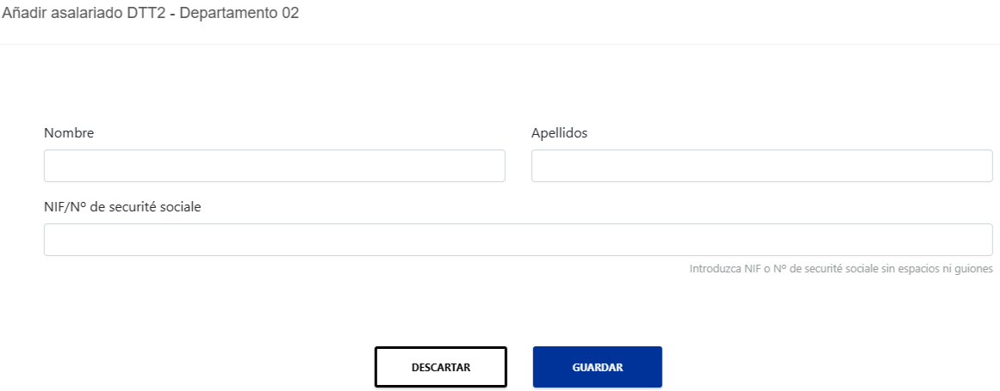 Añadir asalariado DTT2 - Departamento 02
Nombre
Apellidos
NIF/Nº de securité sociale
Introduzca NIF o Nº de securité sociale sin espacios ni guiones
DESCARTAR
GUARDAR